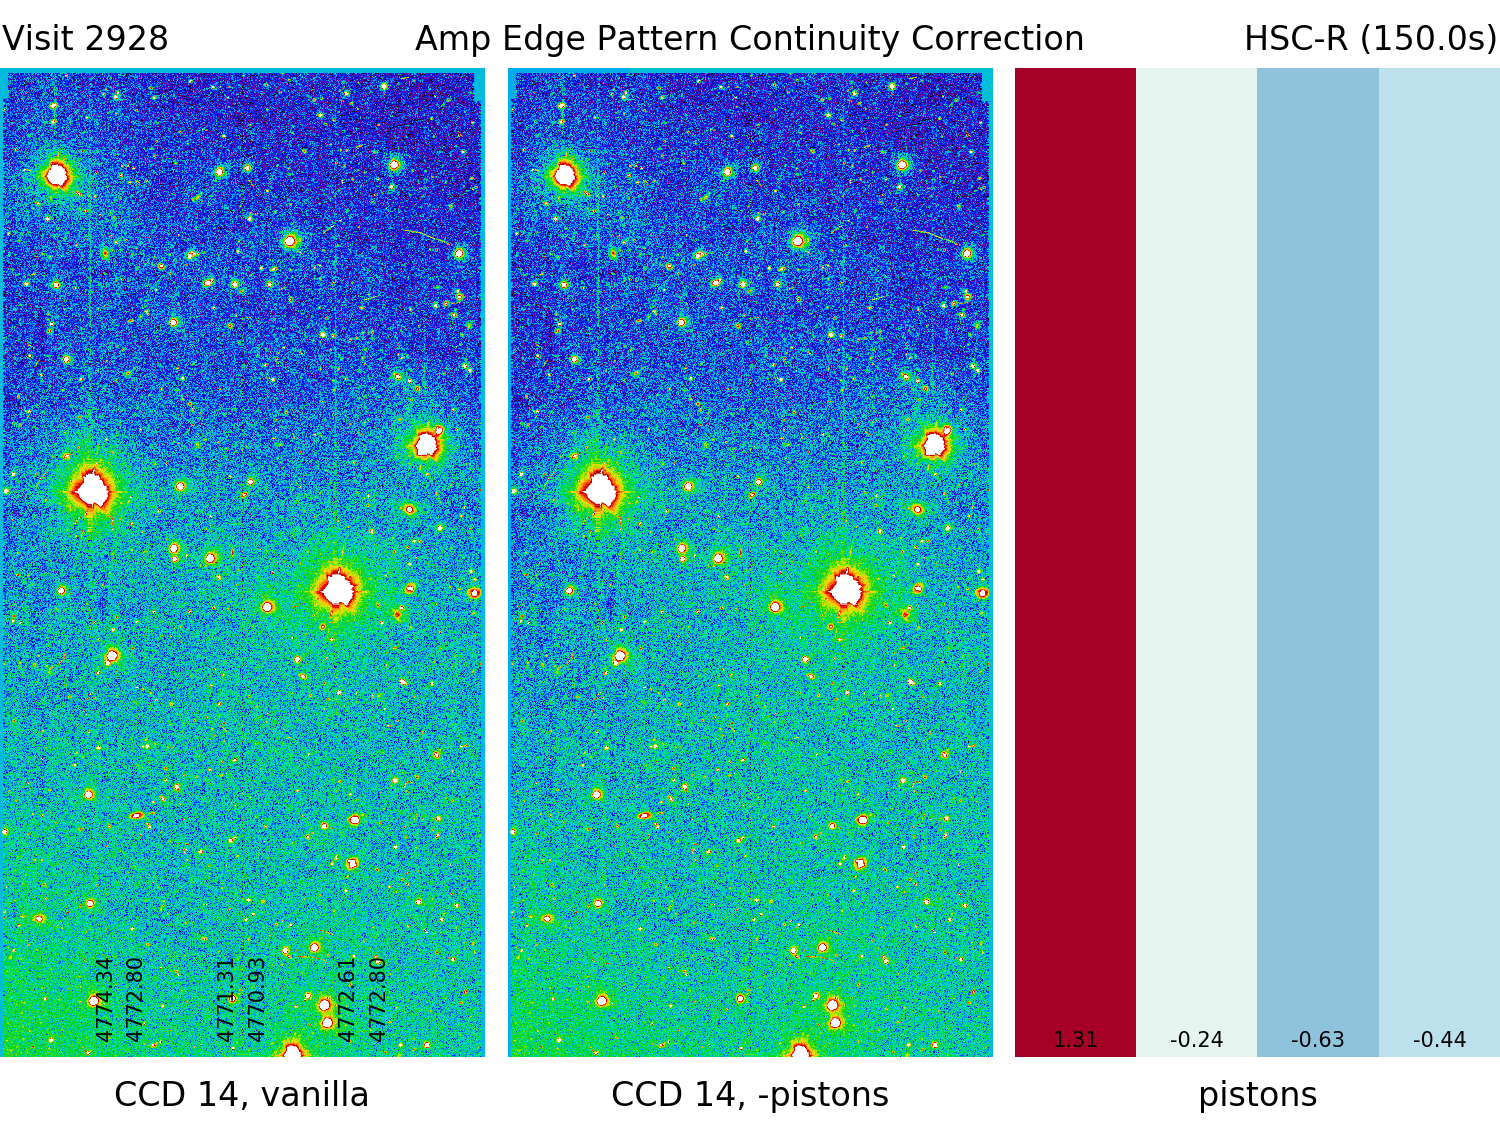 Visit 2928 Amp Edge Pattern Continuity Correction HSC-R (150.0s)
4774.34
4772.80
4771.31
4770.93
4772.61
4772.80
1.31 -0.24 -0.63 -0.44
CCD 14, vanilla CCD 14, -pistons pistons